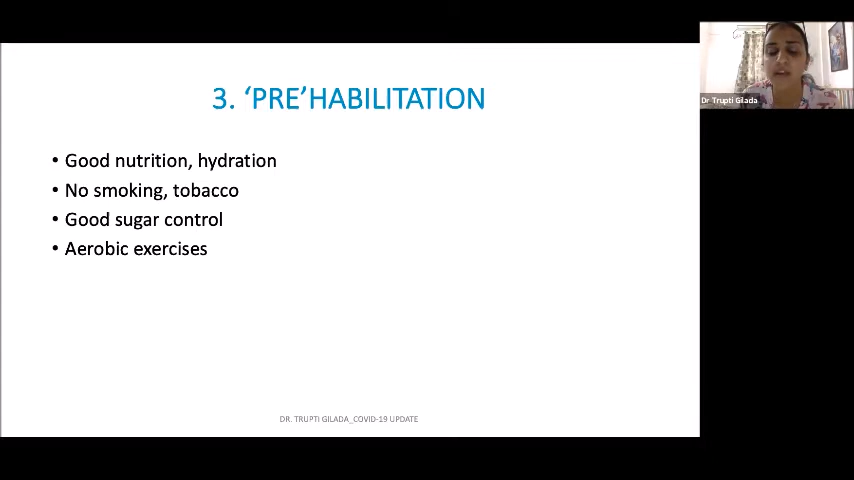 3. ‘PRE’HABILITATION
Dr Trupti Gilada
• Good nutrition, hydration
• No smoking, tobacco
• Good sugar control
• Aerobic exercises
DR. TRUPTI GILADA_COVID-19 UPDATE